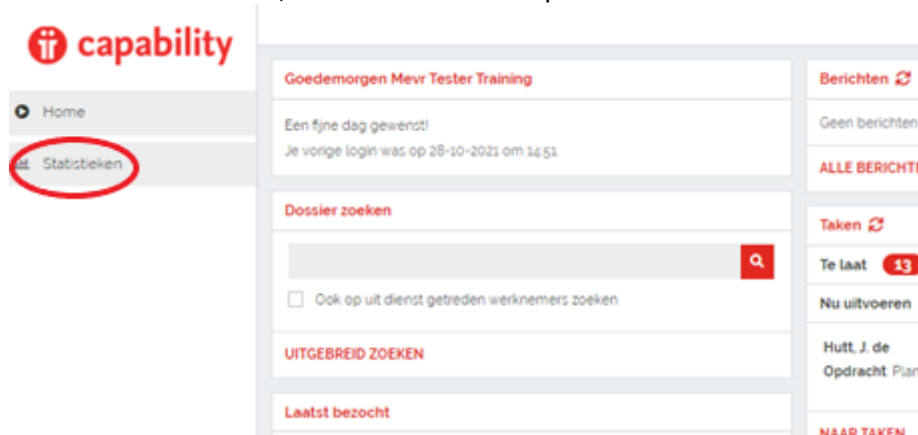 capability
Home
Statistieken
Goedemorgen Mevr Tester Training
Een fijne dag gewenst!
Je vorige login was op 28-10-2021 om 14:51
Dossier zoeken
Ook op uit dienst getreden werknemers zoeken
UITGEBREID ZOEKEN
Laatst bezocht
Berichten
Geen berichten
ALLE BERICHT
Taken
Te laat 13
Nu uitvoeren
Hutt, J. de
Opdracht Plan
NAAR TAKEN